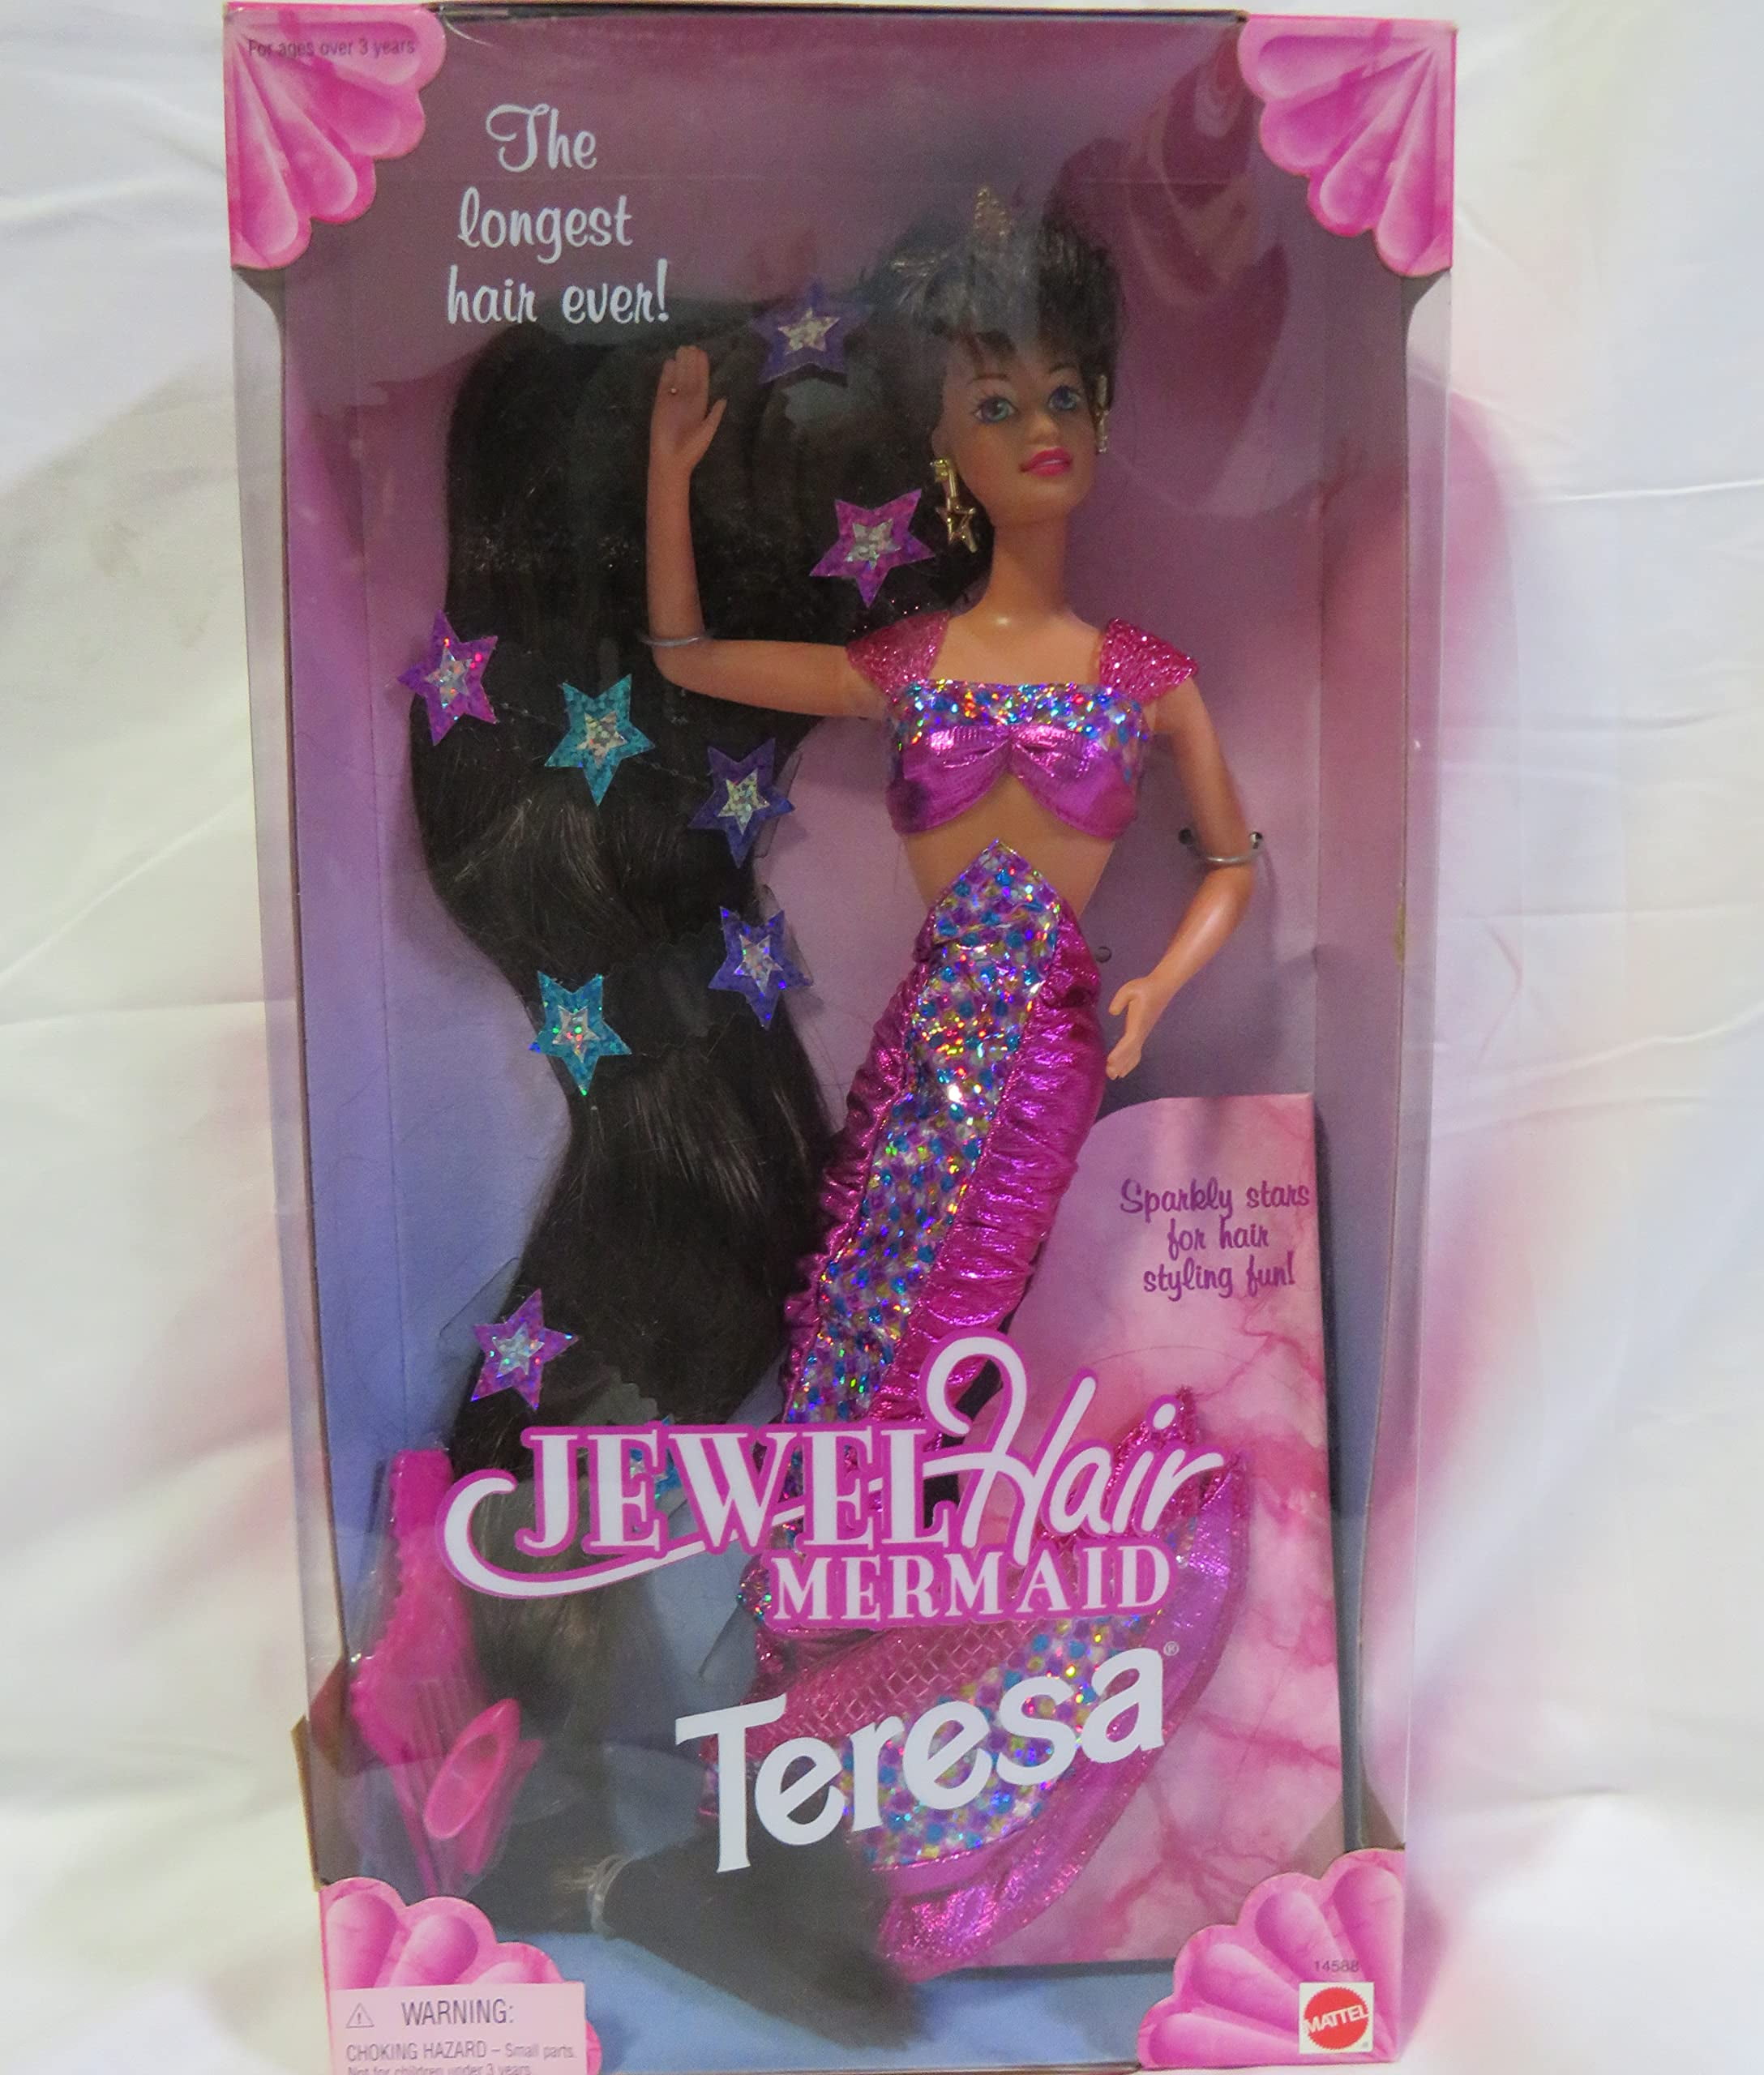 For ages over 3 years
The
longest
hair ever!
Sparkly stars
for hair
styling fun!
JEWEL Hair
MERMAID
Teresa®
14588
MATTEL
®
WARNING:
CHOKING HAZARD – Small parts.
Not for children under 3 years.